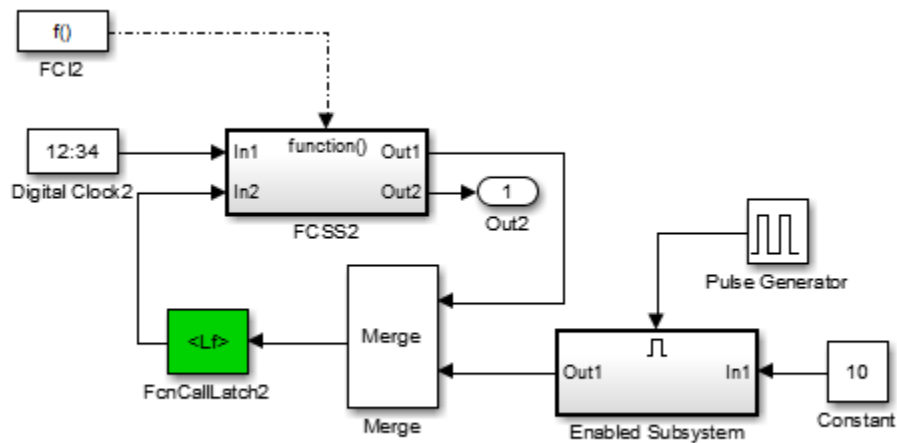 f()
FCI2
12:34
Digital Clock2
function()
In1
Out1
In2
Out2
FCSS2
1
Out2
Pulse Generator
<Lf>
FcnCallLatch2
Merge
Merge
Out1
In1
Enabled Subsystem
10
Constant